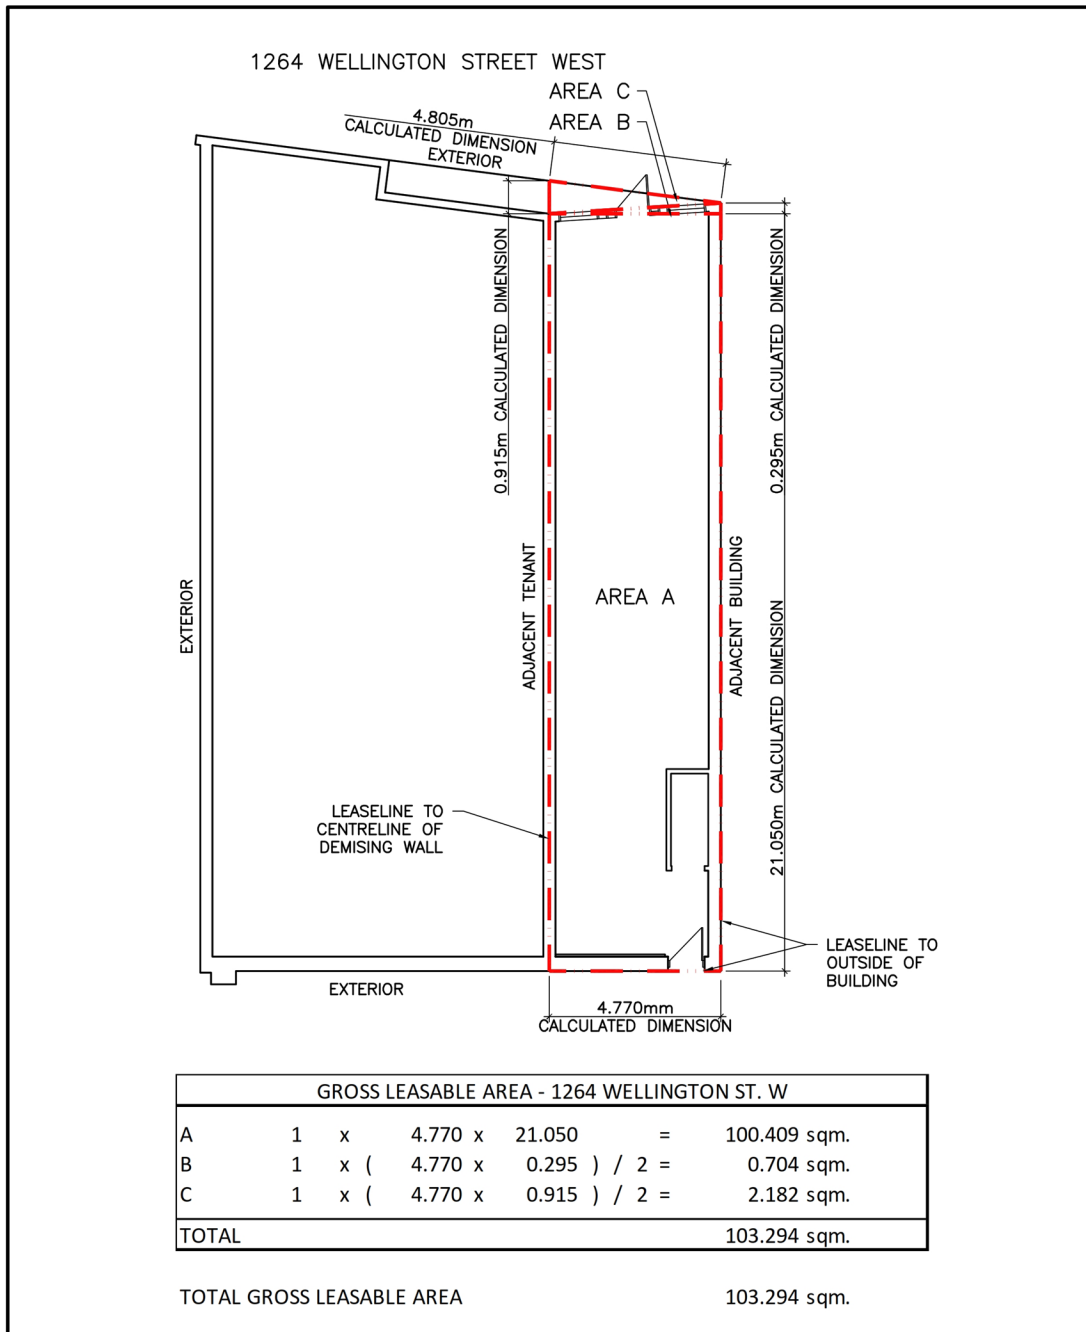 1264 WELLINGTON STREET WEST
AREA C
AREA B
4.805m
CALCULATED DIMENSION
EXTERIOR
0.915m CALCULATED DIMENSION
0.295m CALCULATED DIMENSION
EXTERIOR
ADJACENT TENANT
AREA A
ADJACENT BUILDING
21.050m CALCULATED DIMENSION
LEASELINE TO
CENTRELINE OF
DEMISING WALL
LEASELINE TO
OUTSIDE OF
BUILDING
EXTERIOR
4.770mm
CALCULATED DIMENSION
GROSS LEASABLE AREA - 1264 WELLINGTON ST. W
A 1 x 4.770 x 21.050 = 100.409 sqm.
B 1 x ( 4.770 x 0.295 ) / 2 = 0.704 sqm.
C 1 x ( 4.770 x 0.915 ) / 2 = 2.182 sqm.
TOTAL 103.294 sqm.
TOTAL GROSS LEASABLE AREA 103.294 sqm.